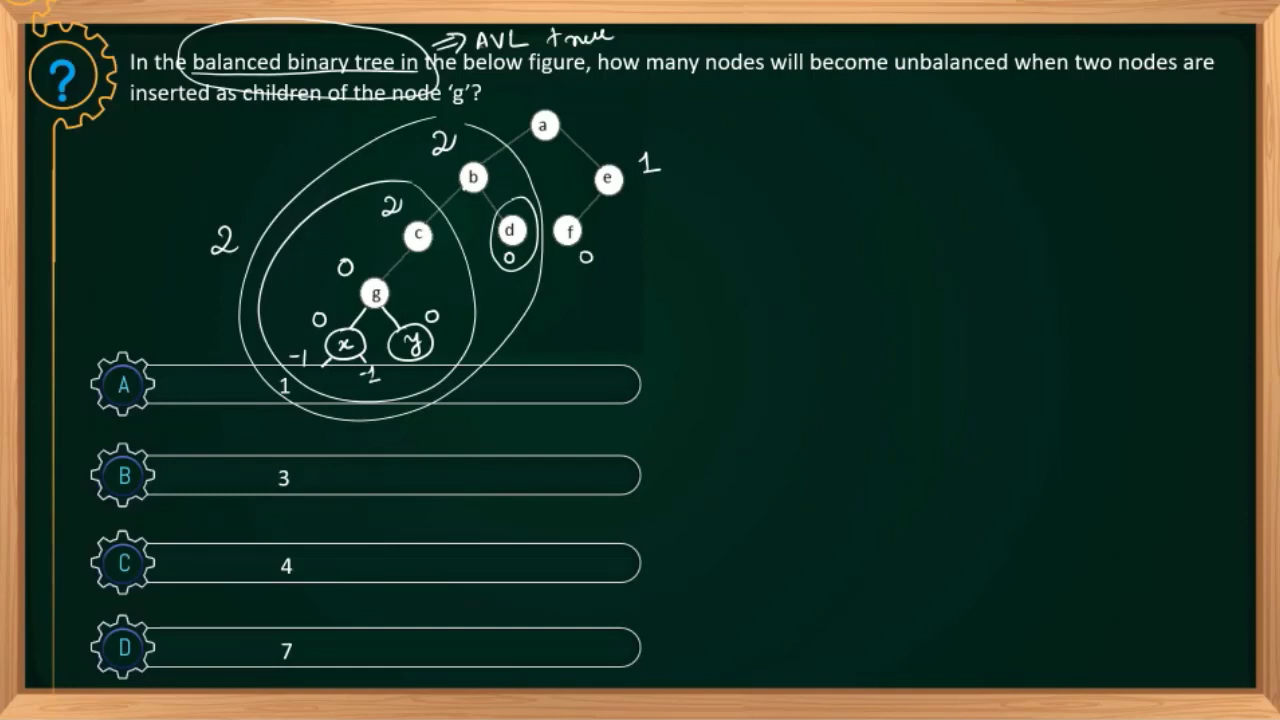 ⇒ AVL tree
In the balanced binary tree in the below figure, how many nodes will become unbalanced when two nodes are
inserted as children of the node ‘g’?
?
a
2
b
e
1
2
c
d
f
2
0
0
0
g
0
0
x
y
-1
-1
A 1
B 3
C 4
D 7